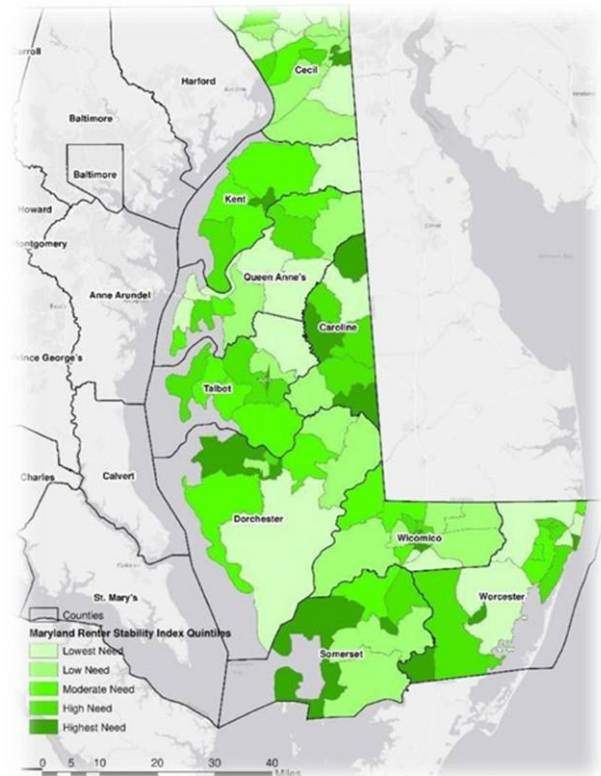 Cecil
Carroll
Harford
Baltimore
Baltimore
Kent
Howard
Montgomery
Queen Anne's
Anne Arundel
Caroline
Prince George's
Talbot
Charles
Calvert
Dorchester
Wicomico
St. Mary's
Worcester
Somerset
Counties
Maryland Renter Stability Index Quintiles
Lowest Need
Low Need
Moderate Need
High Need
Highest Need
0 5 10 20 30 40
Miles